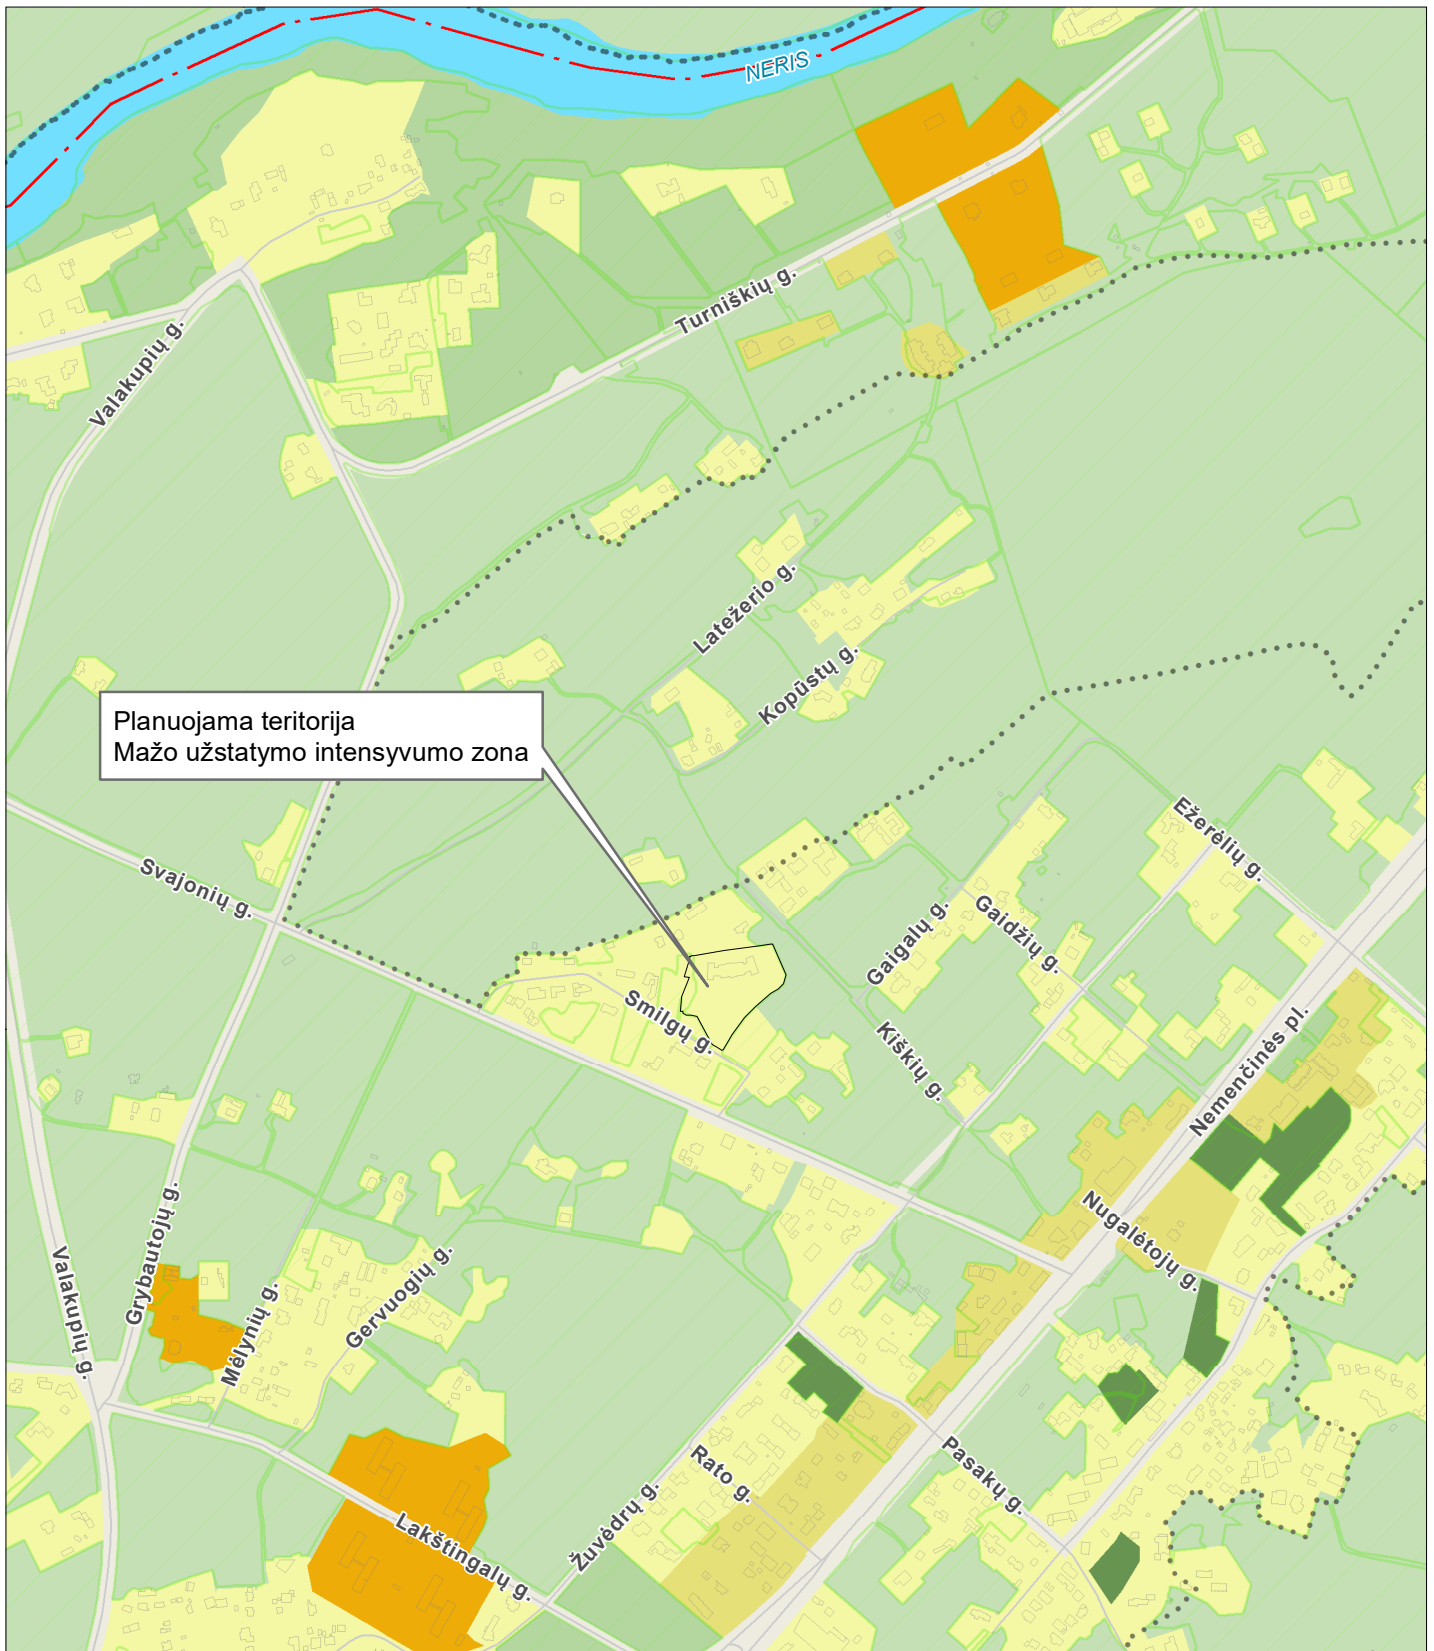 NERIS
Turniškių g.
Valakupių g.
Latežerio g.
Kopūstų g.
Planuojama teritorija
Mažo užstatymo intensyvumo zona
Ežerėlių g.
Svajonių g.
Gaigalų g.
Gaidžių g.
Smilgų g.
Kiškių g.
Nemenčinės pl.
Nugalėtojų g.
Grybautojų g.
Valakupių g.
Mėlynių g.
Gervuogių g.
Rato g.
Pasakų g.
Žuvėdrų g.
Lakštingalų g.